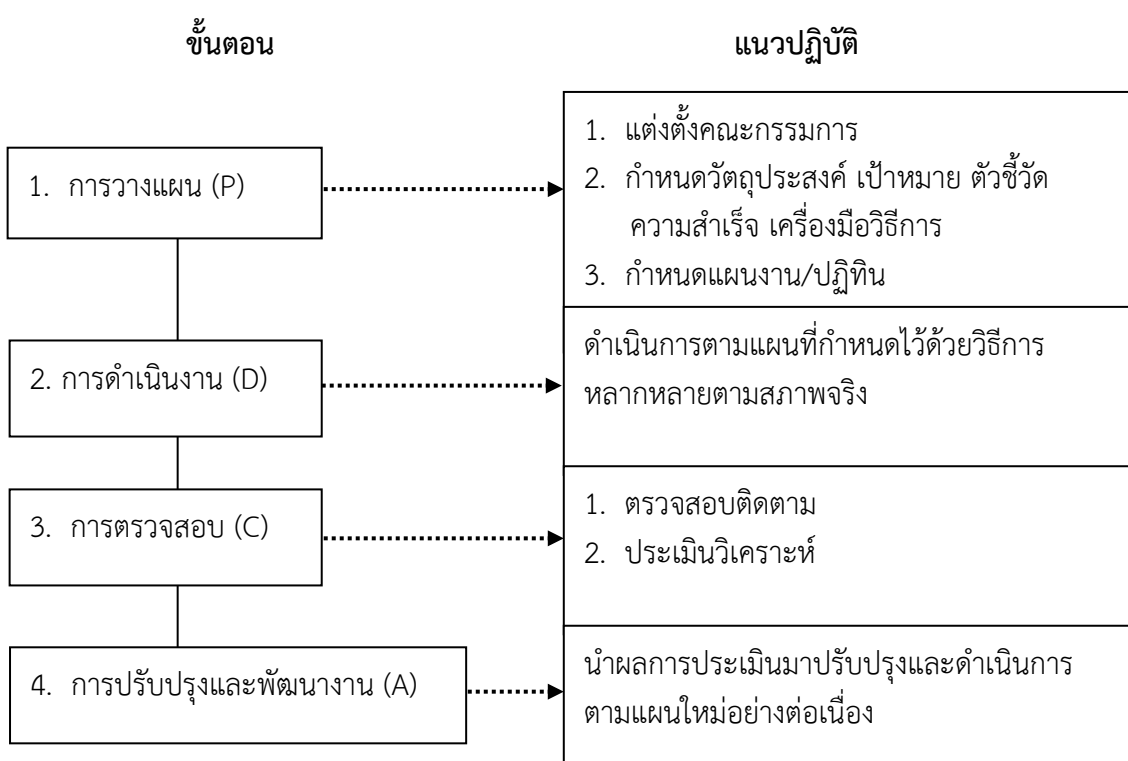 ขั้นตอน
แนวปฏิบัติ
1. การวางแผน (P)
1. แต่งตั้งคณะกรรมการ
2. กำหนดวัตถุประสงค์ เป้าหมาย ตัวชี้วัด
ความสำเร็จ เครื่องมือวิธีการ
3. กำหนดแผนงาน/ปฏิทิน
2. การดำเนินงาน (D)
ดำเนินการตามแผนที่กำหนดไว้ด้วยวิธีการ
หลากหลายตามสภาพจริง
3. การตรวจสอบ (C)
1. ตรวจสอบติดตาม
2. ประเมินวิเคราะห์
4. การปรับปรุงและพัฒนางาน (A)
นำผลการประเมินมาปรับปรุงและดำเนินการ
ตามแผนใหม่อย่างต่อเนื่อง